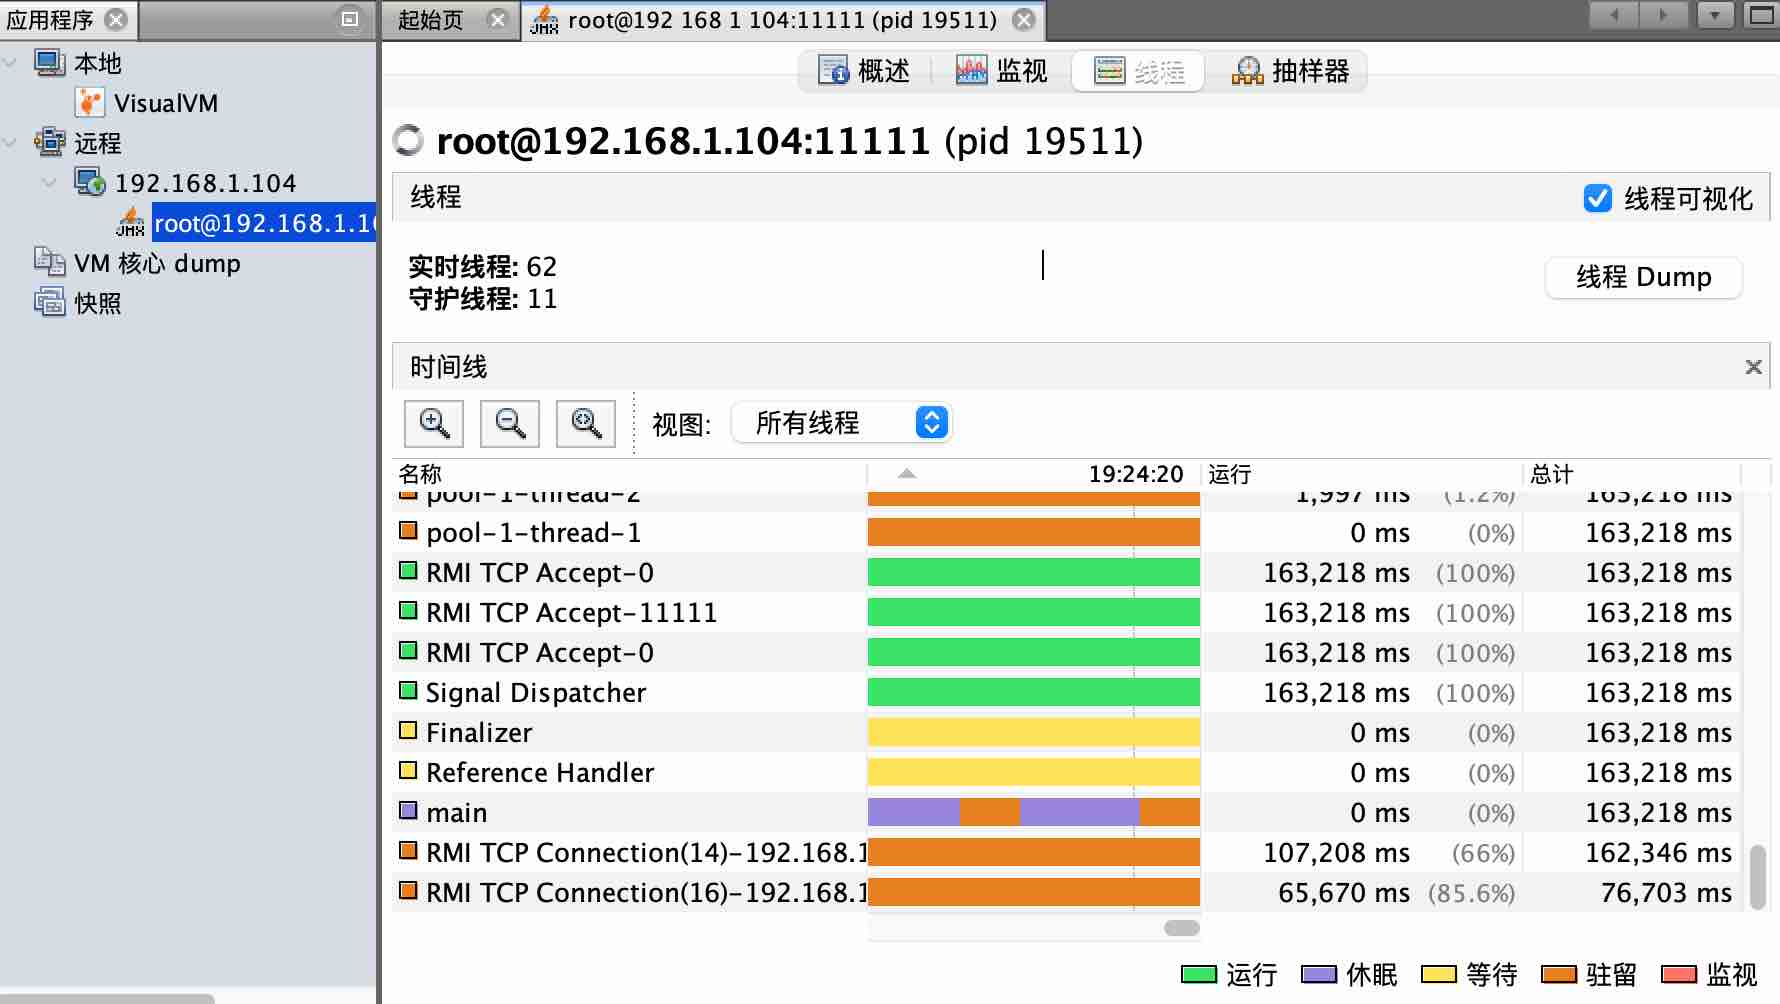 应用程序
本地
VisualVM
远程
192.168.1.104
root@192.168.1.10
VM 核心 dump
快照
起始页
JMX root@192 168 1 104:11111 (pid 19511)
概述 监视 线程 抽样器
root@192.168.1.104:11111 (pid 19511)
线程 线程可视化
实时线程: 62
守护线程: 11
线程 Dump
时间线
视图: 所有线程
名称 19:24:20 运行 总计
pool-1-thread-2 1,997 ms (1.2%) 163,218 ms
pool-1-thread-1 0 ms (0%) 163,218 ms
RMI TCP Accept-0 163,218 ms (100%) 163,218 ms
RMI TCP Accept-11111 163,218 ms (100%) 163,218 ms
RMI TCP Accept-0 163,218 ms (100%) 163,218 ms
Signal Dispatcher 163,218 ms (100%) 163,218 ms
Finalizer 0 ms (0%) 163,218 ms
Reference Handler 0 ms (0%) 163,218 ms
main 0 ms (0%) 163,218 ms
RMI TCP Connection(14)-192.168.1 107,208 ms (66%) 162,346 ms
RMI TCP Connection(16)-192.168.1 65,670 ms (85.6%) 76,703 ms
运行 休眠 等待 驻留 监视